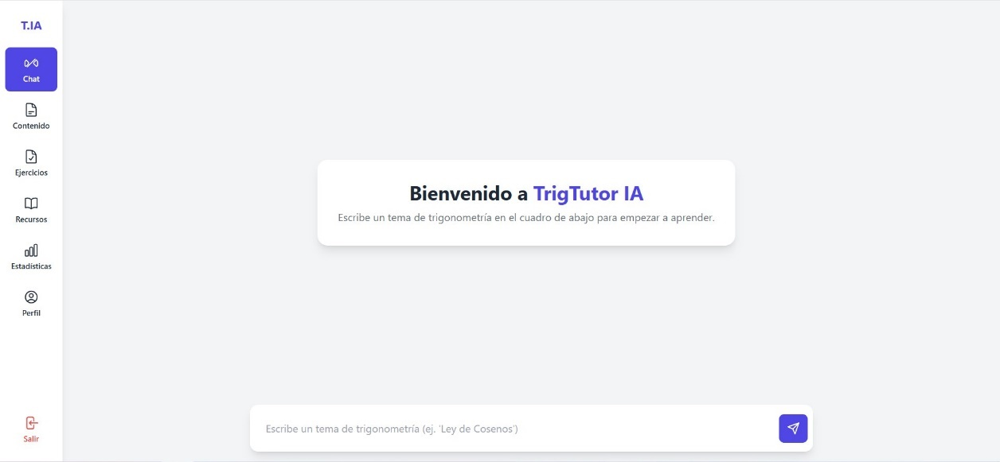 T.IA
Chat
Contenido
Ejercicios
Recursos
Estadísticas
Perfil
Salir
Bienvenido a TrigTutor IA
Escribe un tema de trigonometría en el cuadro de abajo para empezar a aprender.
Escribe un tema de trigonometría (ej. 'Ley de Cosenos')